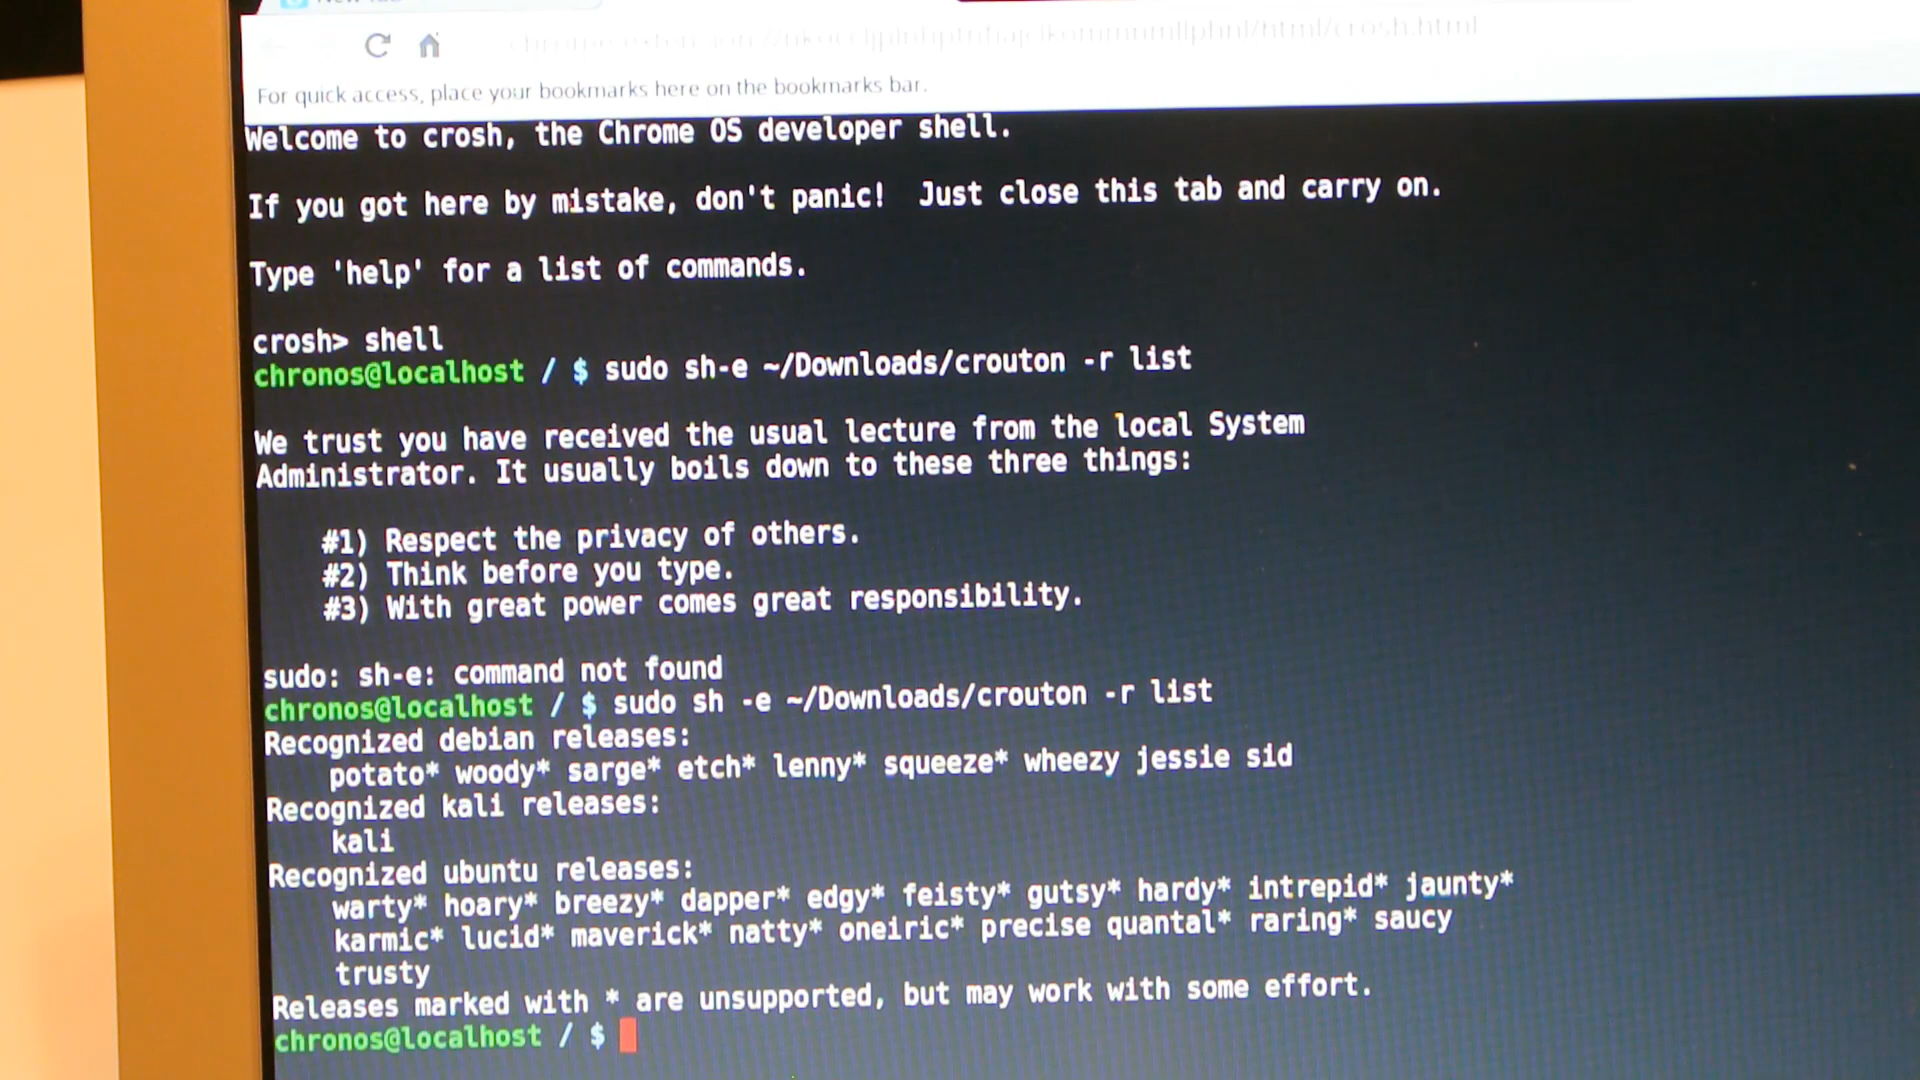 For quick access, place your bookmarks here on the bookmarks bar.
Welcome to crosh, the Chrome OS developer shell.
If you got here by mistake, don't panic!  Just close this tab and carry on.
Type 'help' for a list of commands.
crosh> shell
chronos@localhost / $ sudo sh-e ~/Downloads/crouton -r list
We trust you have received the usual lecture from the local System
Administrator. It usually boils down to these three things:
#1) Respect the privacy of others.
#2) Think before you type.
#3) With great power comes great responsibility.
sudo: sh-e: command not found
chronos@localhost / $ sudo sh -e ~/Downloads/crouton -r list
Recognized debian releases:
potato* woody* sarge* etch* lenny* squeeze* wheezy jessie sid
Recognized kali releases:
kali
Recognized ubuntu releases:
warty* hoary* breezy* dapper* edgy* feisty* gutsy* hardy* intrepid* jaunty*
karmic* lucid* maverick* natty* oneiric* precise quantal* raring* saucy
trusty
Releases marked with * are unsupported, but may work with some effort.
chronos@localhost / $